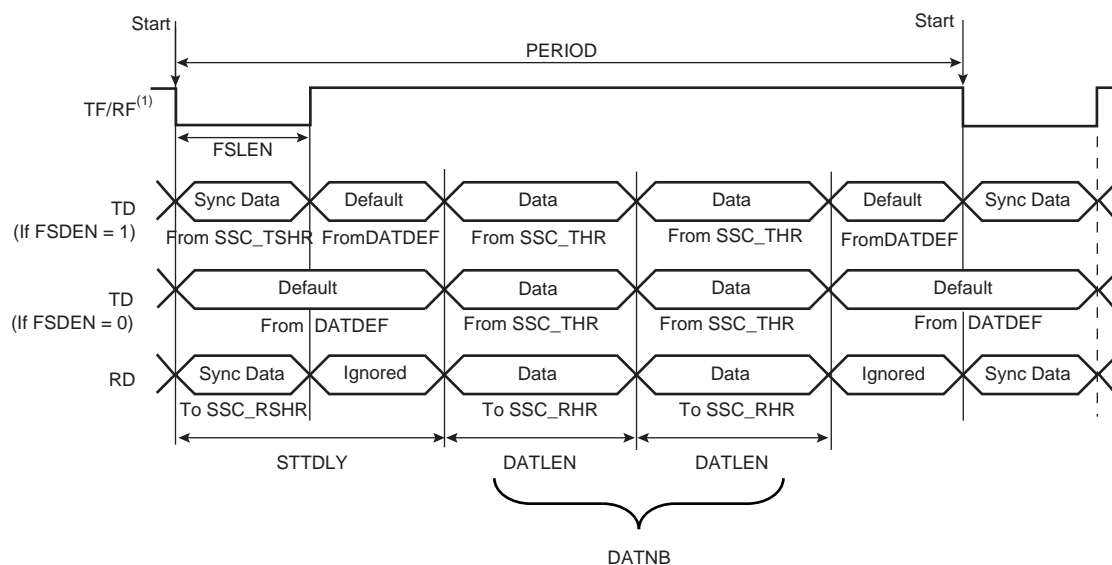 Start
Start
PERIOD
TF/RF(1)
FSLEN
TD
(If FSDEN = 1)
Sync Data
Default
Data
Data
Default
Sync Data
From SSC_TSHR
FromDATDEF
From SSC_THR
From SSC_THR
FromDATDEF
TD
(If FSDEN = 0)
Default
Data
Data
Default
From DATDEF
From SSC_THR
From SSC_THR
From DATDEF
RD
Sync Data
Ignored
Data
Data
Ignored
Sync Data
To SSC_RSHR
To SSC_RHR
To SSC_RHR
STTDLY
DATLEN
DATLEN
DATNB